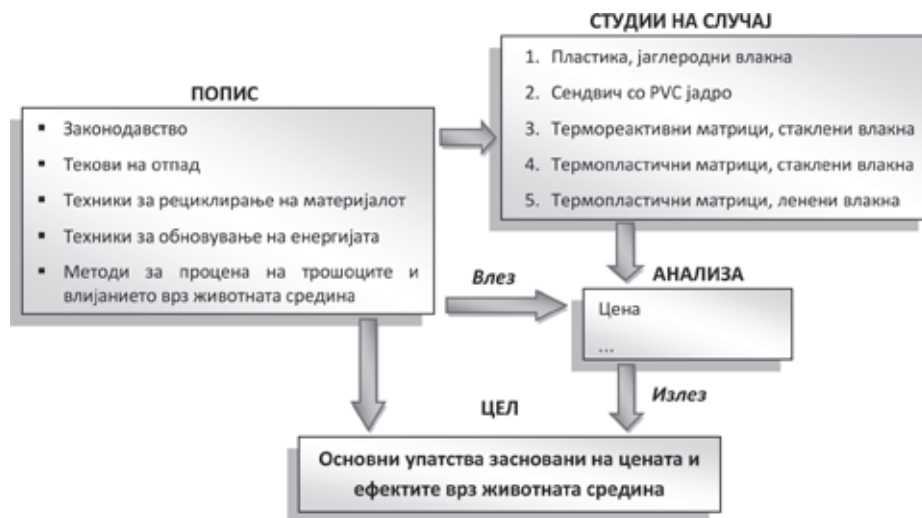 СТУДИИ НА СЛУЧАЈ
1. Пластика, јаглеродни влакна
2. Сендвич со PVC јадро
3. Термореактивни матрици, стаклени влакна
4. Термопластични матрици, стаклени влакна
5. Термопластични матрици, ленени влакна
ПОПИС
▪ Законодавство
▪ Текови на отпад
▪ Техники за рециклирање на материјалот
▪ Техники за обновување на енергијата
▪ Методи за процена на трошоците и
влијанието врз животната средина
Влез
АНАЛИЗА
Цена
...
Излез
ЦЕЛ
Основни упатства засновани на цената и
ефектите врз животната средина